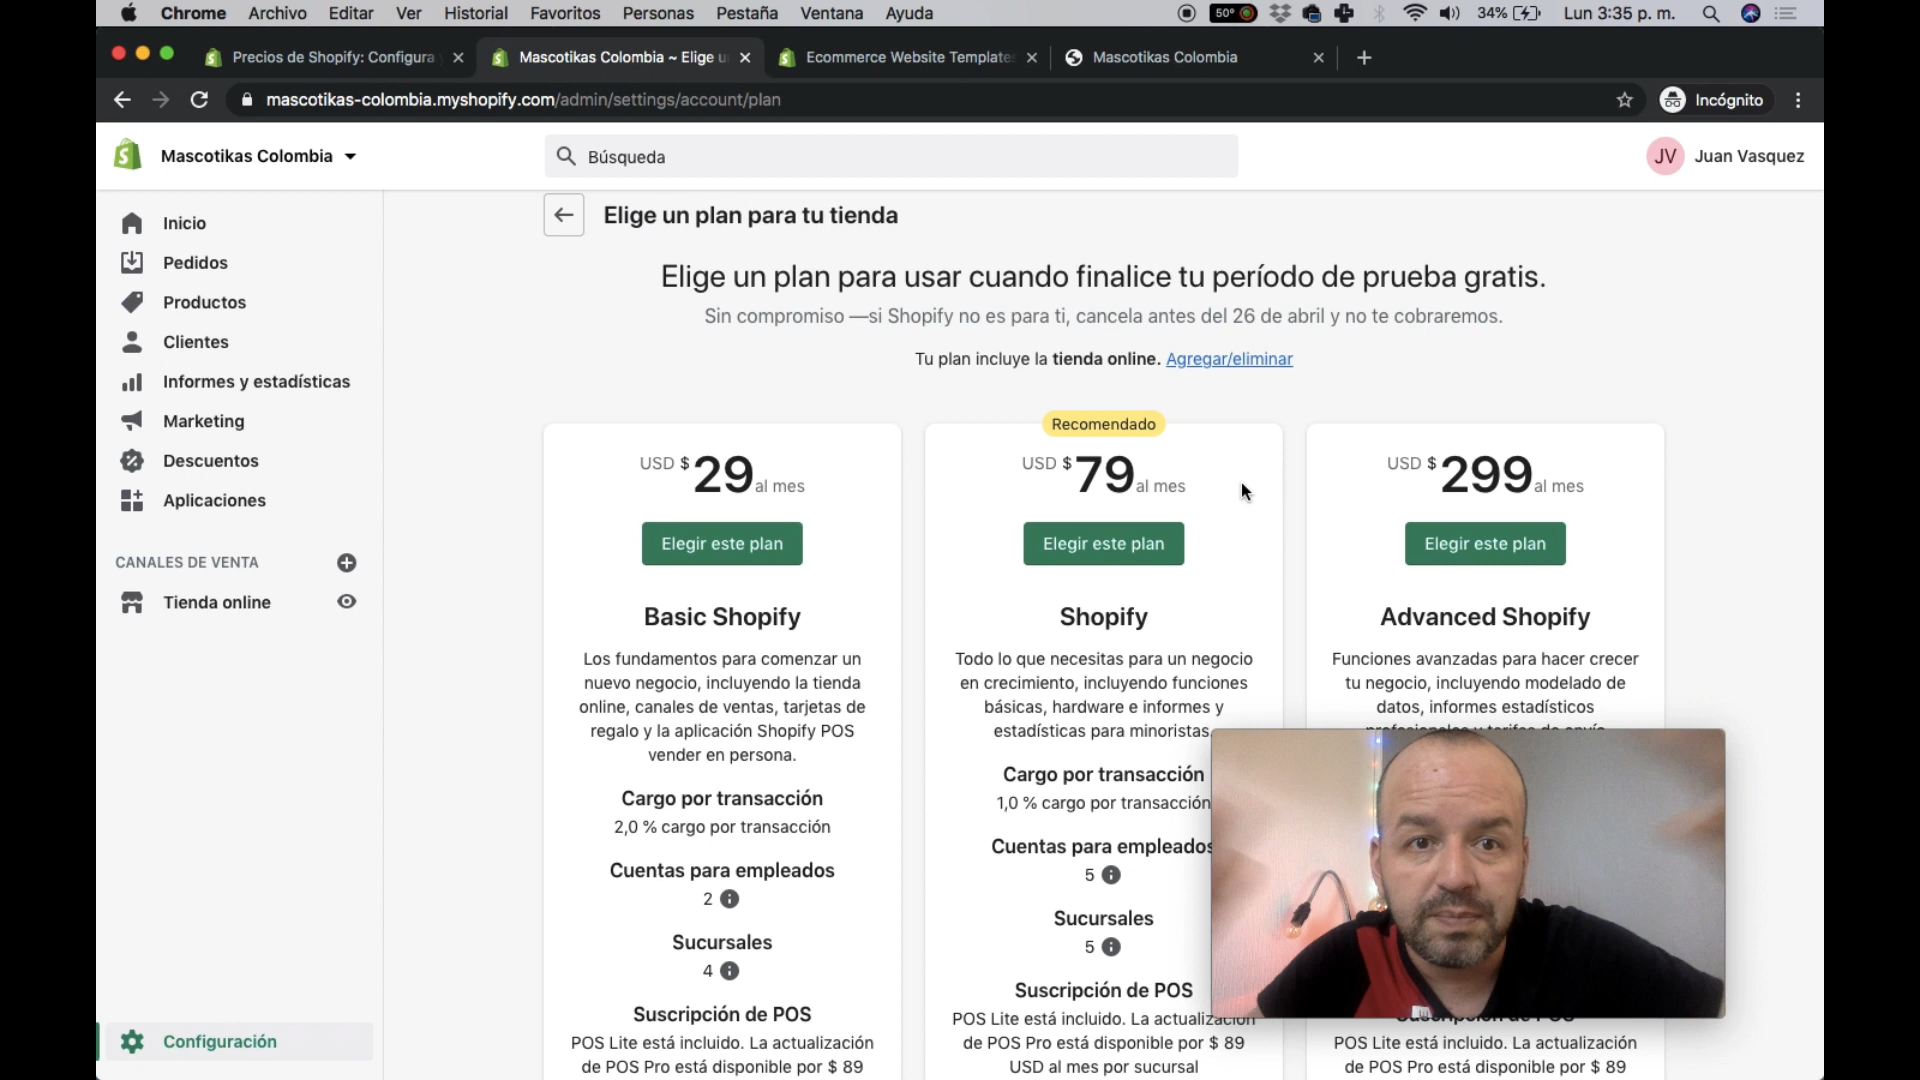 Chrome Archivo Editar Ver Historial Favoritos Personas Pestaña Ventana Ayuda 50° 34% Lun 3:35 p. m.
Precios de Shopify: Configura
Mascotikas Colombia ~ Elige u
Ecommerce Website Templates
Mascotikas Colombia
mascotikas-colombia.myshopify.com/admin/settings/account/plan
Incógnito
Mascotikas Colombia
Búsqueda
JV Juan Vasquez
Inicio
Pedidos
Productos
Clientes
Informes y estadísticas
Marketing
Descuentos
Aplicaciones
CANALES DE VENTA
Tienda online
Configuración
Elige un plan para tu tienda
Elige un plan para usar cuando finalice tu período de prueba gratis.
Sin compromiso —si Shopify no es para ti, cancela antes del 26 de abril y no te cobraremos.
Tu plan incluye la tienda online. Agregar/eliminar
USD $ 29 al mes
Elegir este plan
Basic Shopify
Los fundamentos para comenzar un
nuevo negocio, incluyendo la tienda
online, canales de ventas, tarjetas de
regalo y la aplicación Shopify POS
vender en persona.
Cargo por transacción
2,0 % cargo por transacción
Cuentas para empleados
2
Sucursales
4
Suscripción de POS
POS Lite está incluido. La actualización
de POS Pro está disponible por $ 89
Recomendado
USD $ 79 al mes
Elegir este plan
Shopify
Todo lo que necesitas para un negocio
en crecimiento, incluyendo funciones
básicas, hardware e informes y
estadísticas para minoristas.
Cargo por transacción
1,0 % cargo por transacción
Cuentas para empleados
5
Sucursales
5
Suscripción de POS
POS Lite está incluido. La actualización
de POS Pro está disponible por $ 89
USD al mes por sucursal
USD $ 299 al mes
Elegir este plan
Advanced Shopify
Funciones avanzadas para hacer crecer
tu negocio, incluyendo modelado de
datos, informes estadísticos
POS Lite está incluido. La actualización
de POS Pro está disponible por $ 89